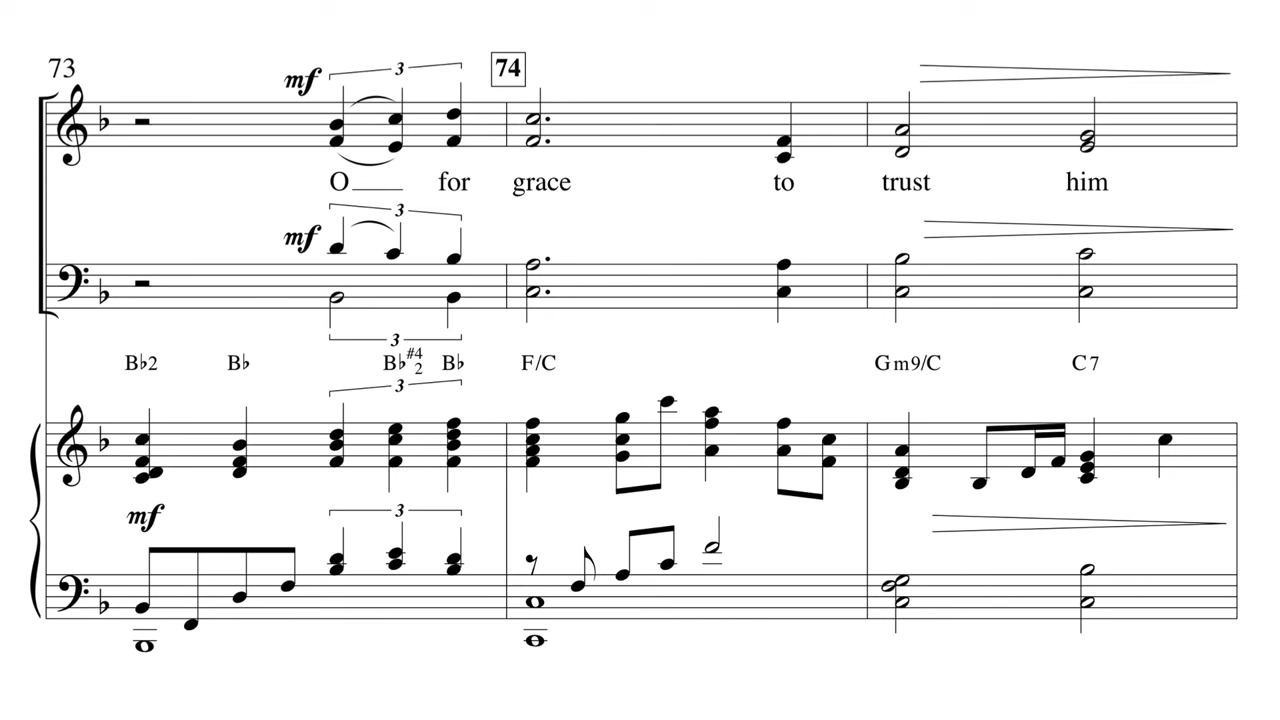 73
mf
3
74
O for grace to trust him
3
mf
3
B♭2 B♭ B♭#4 2 B♭ F/C Gm9/C C7
3
mf
3